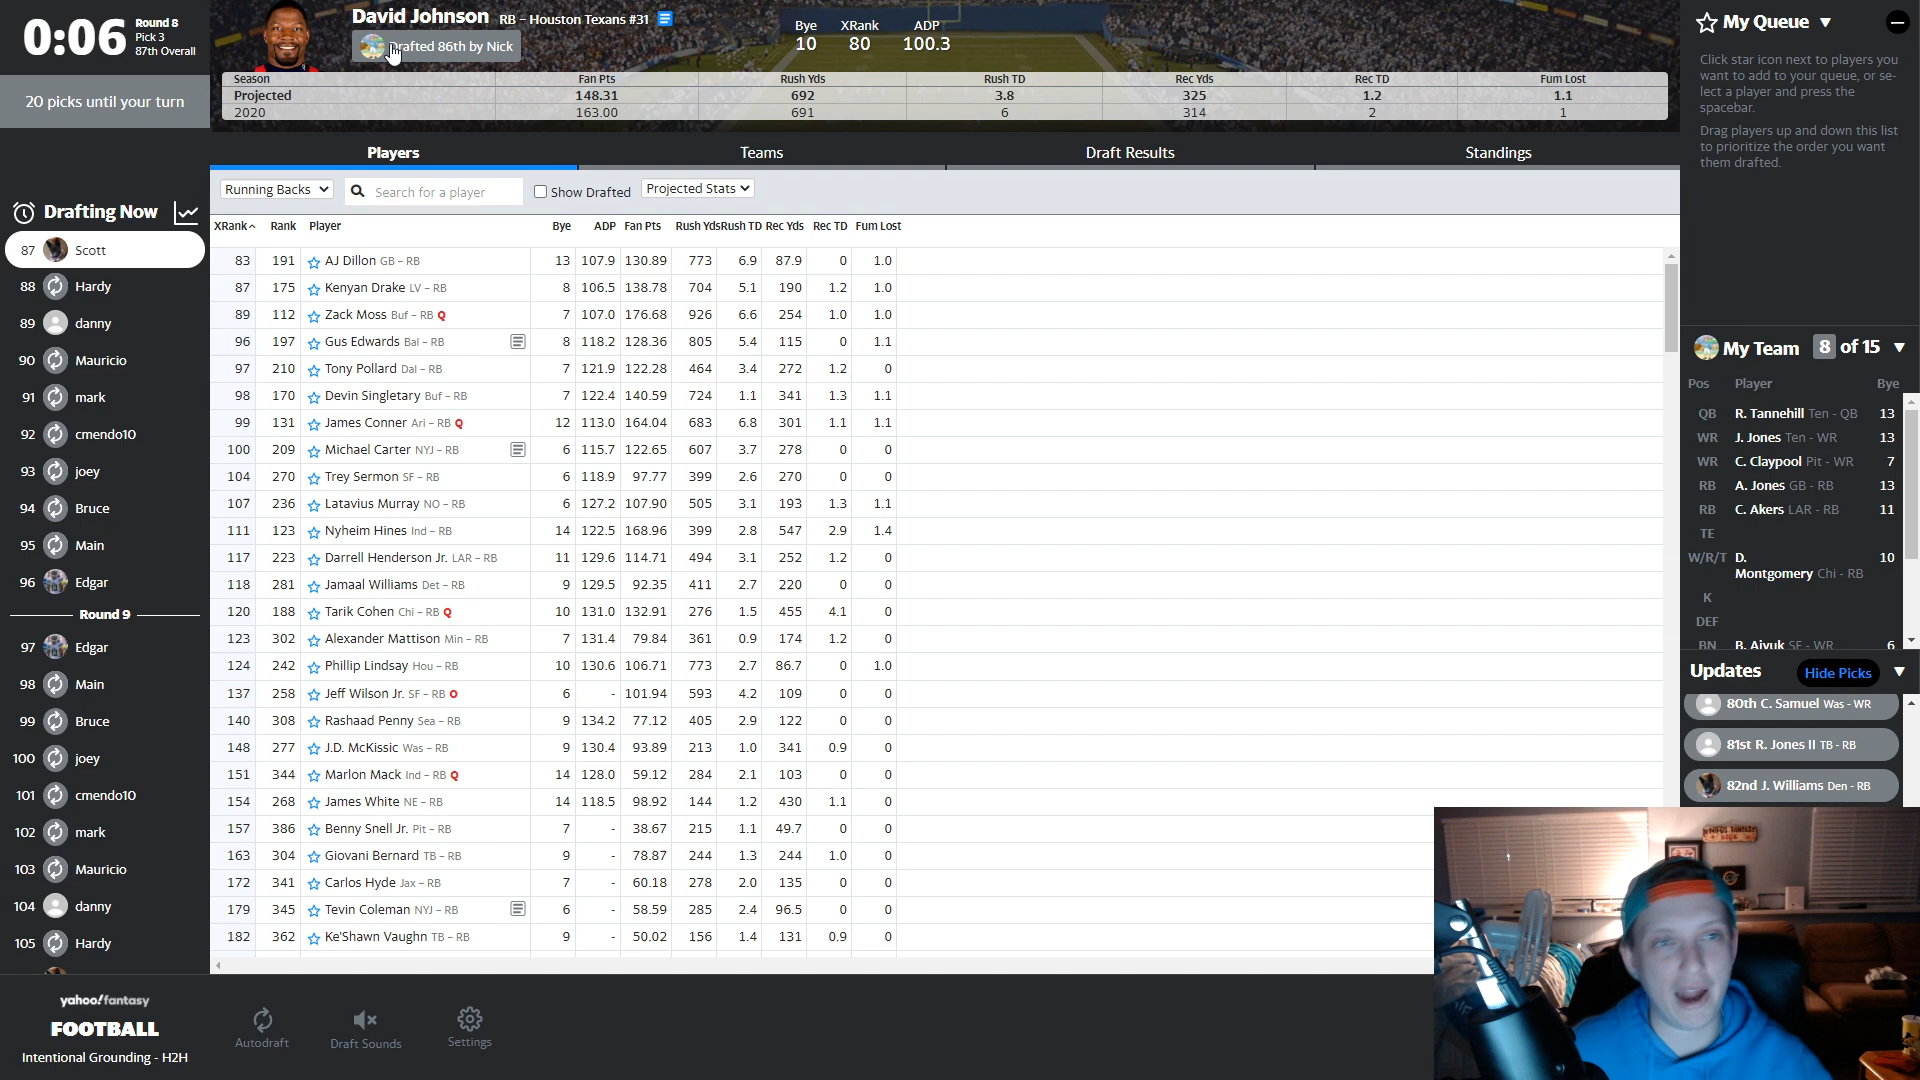 0:06
Round 8
Pick 3
87th Overall
20 picks until your turn
David Johnson RB - Houston Texans #31
Drafted 86th by Nick
Bye XRank ADP
10 80 100.3
Season Fan Pts Rush Yds Rush TD Rec Yds Rec TD Fum Lost
Projected 148.31 692 3.8 325 1.2 1.1
2020 163.00 691 6 314 2 1
Players Teams Draft Results Standings
Running Backs Search for a player Show Drafted Projected Stats
XRank Rank Player Bye ADP Fan Pts Rush Yds Rush TD Rec Yds Rec TD Fum Lost
83 191 AJ Dillon GB - RB 13 107.9 130.89 773 6.9 87.9 0 1.0
87 175 Kenyan Drake LV - RB 8 106.5 138.78 704 5.1 190 1.2 1.0
89 112 Zack Moss Buf - RB Q 7 107.0 176.68 926 6.6 254 1.0 1.0
96 197 Gus Edwards Bal - RB 8 118.2 128.36 805 5.4 115 0 1.1
97 210 Tony Pollard Dal - RB 7 121.9 122.28 464 3.4 272 1.2 0
98 170 Devin Singletary Buf - RB 7 122.4 140.59 724 1.1 341 1.3 1.1
99 131 James Conner Ari - RB Q 12 113.0 164.04 683 6.8 301 1.1 1.1
100 209 Michael Carter NYJ - RB 6 115.7 122.65 607 3.7 278 0 0
104 270 Trey Sermon SF - RB 6 118.9 97.77 399 2.6 270 0 0
107 236 Latavius Murray NO - RB 6 127.2 107.90 505 3.1 193 1.3 1.1
111 123 Nyheim Hines Ind - RB 14 122.5 168.96 399 2.8 547 2.9 1.4
117 223 Darrell Henderson Jr. LAR - RB 11 129.6 114.71 494 3.1 252 1.2 0
118 281 Jamaal Williams Det - RB 9 129.5 92.35 411 2.7 220 0 0
120 188 Tarik Cohen Chi - RB Q 10 131.0 132.91 276 1.5 455 4.1 0
123 302 Alexander Mattison Min - RB 7 131.4 79.84 361 0.9 174 1.2 0
124 242 Phillip Lindsay Hou - RB 10 130.6 106.71 773 2.7 86.7 0 1.0
137 258 Jeff Wilson Jr. SF - RB O 6 - 101.94 593 4.2 109 0 0
140 308 Rashaad Penny Sea - RB 9 134.2 77.12 405 2.9 122 0 0
148 277 J.D. McKissic Was - RB 9 130.4 93.89 213 1.0 341 0.9 0
151 344 Marlon Mack Ind - RB Q 14 128.0 59.12 284 2.1 103 0 0
154 268 James White NE - RB 14 118.5 98.92 144 1.2 430 1.1 0
157 386 Benny Snell Jr. Pit - RB 7 - 38.67 215 1.1 49.7 0 0
163 304 Giovani Bernard TB - RB 9 - 78.87 244 1.3 244 1.0 0
172 341 Carlos Hyde Jax - RB 7 - 60.18 278 2.0 135 0 0
179 345 Tevin Coleman NYJ - RB 6 - 58.59 285 2.4 96.5 0 0
182 362 Ke'Shawn Vaughn TB - RB 9 - 50.02 156 1.4 131 0.9 0
Drafting Now
87 Scott
88 Hardy
89 danny
90 Mauricio
91 mark
92 cmendo10
93 joey
94 Bruce
95 Main
96 Edgar
Round 9
97 Edgar
98 Main
99 Bruce
100 joey
101 cmendo10
102 mark
103 Mauricio
104 danny
105 Hardy
yahoo!fantasy
FOOTBALL
Intentional Grounding - H2H
Autodraft Draft Sounds Settings
My Queue
Click star icon next to players you
want to add to your queue, or se-
lect a player and press the
spacebar.
Drag players up and down this list
to prioritize the order you want
them drafted.
My Team 8 of 15
Pos Player Bye
QB R. Tannehill Ten - QB 13
WR J. Jones Ten - WR 13
WR C. Claypool Pit - WR 7
RB A. Jones GB - RB 13
RB C. Akers LAR - RB 11
TE
W/R/T D. 10
Montgomery Chi - RB
K
DEF
BN B. Aiyuk SF - WR 6
Updates Hide Picks
80th C. Samuel Was - WR
81st R. Jones II TB - RB
82nd J. Williams Den - RB